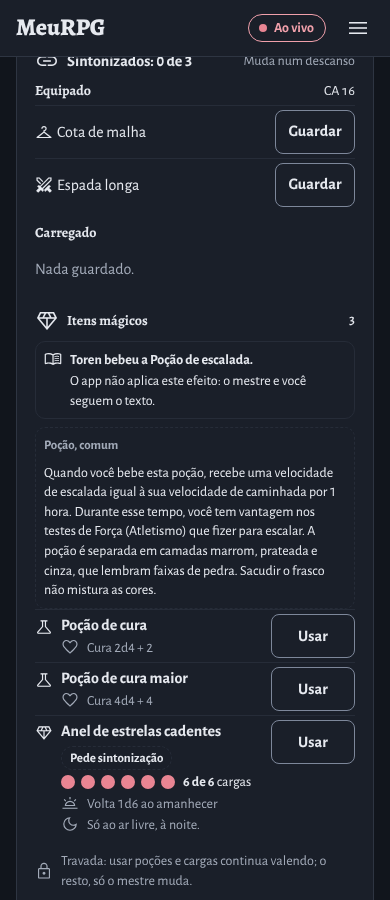 MeuRPG
Ao vivo
Sintonizados: 0 de 3
Muda num descanso
Equipado
CA 16
Cota de malha
Guardar
Espada longa
Guardar
Carregado
Nada guardado.
Itens mágicos
3
Toren bebeu a Poção de escalada.
O app não aplica este efeito: o mestre e você
seguem o texto.
Poção, comum
Quando você bebe esta poção, recebe uma velocidade
de escalada igual à sua velocidade de caminhada por 1
hora. Durante esse tempo, você tem vantagem nos
testes de Força (Atletismo) que fizer para escalar. A
poção é separada em camadas marrom, prateada e
cinza, que lembram faixas de pedra. Sacudir o frasco
não mistura as cores.
Poção de cura
Cura 2d4 + 2
Usar
Poção de cura maior
Cura 4d4 + 4
Usar
Anel de estrelas cadentes
Usar
Pede sintonização
6 de 6 cargas
Volta 1d6 ao amanhecer
Só ao ar livre, à noite.
Travada: usar poções e cargas continua valendo; o
resto, só o mestre muda.